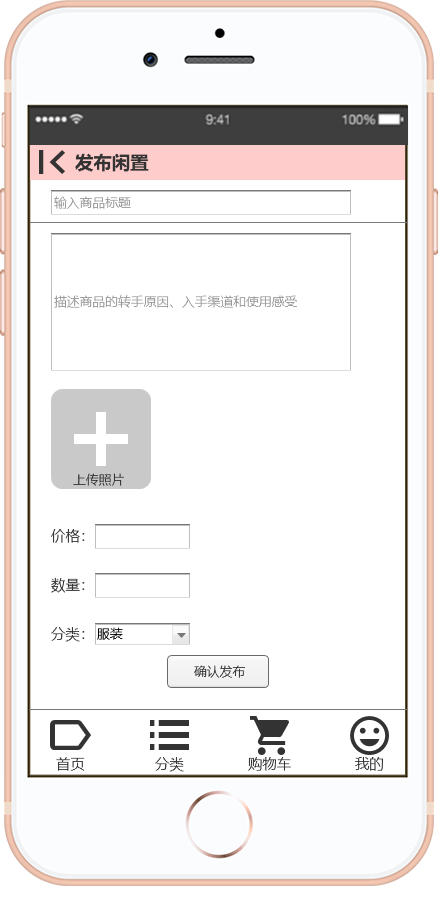 9:41 100%
发布闲置
输入商品标题
描述商品的转手原因、入手渠道和使用感受
上传照片
价格：
数量：
分类： 服装
确认发布
首页 分类 购物车 我的